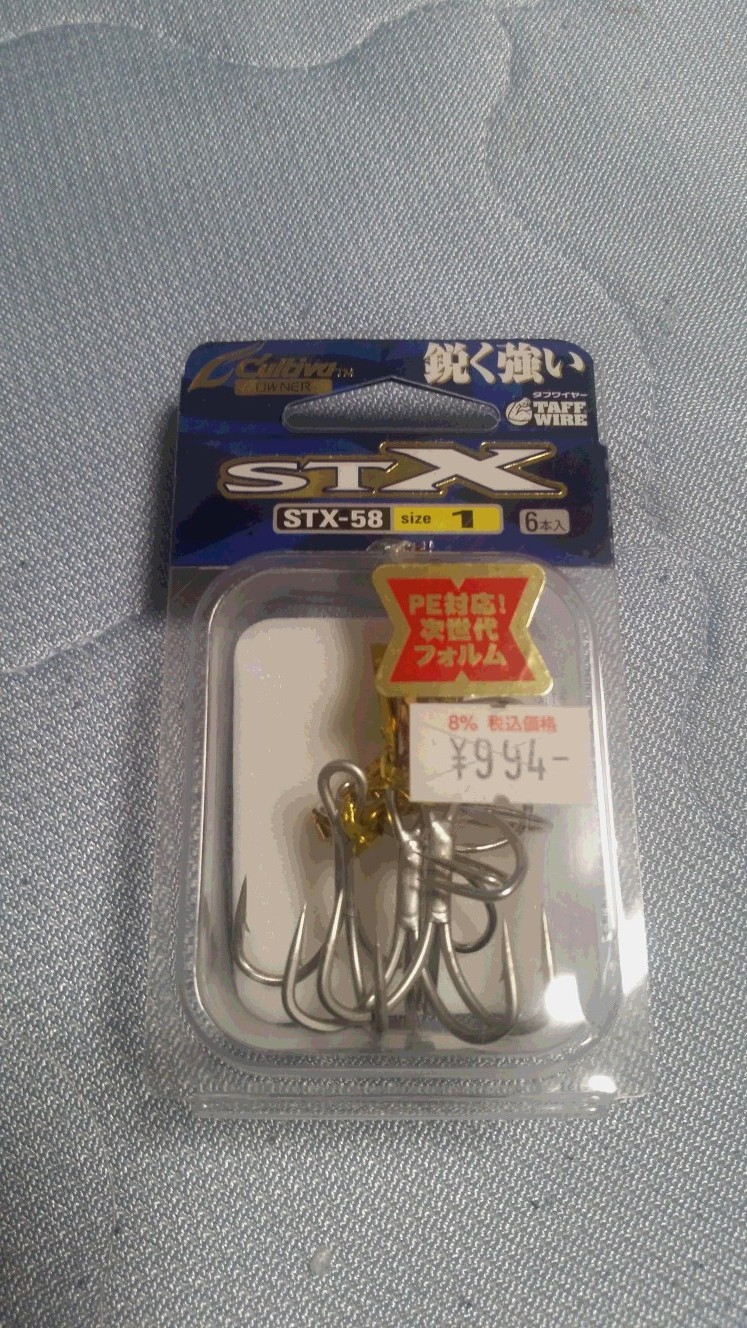 Cultiva™
OWNER
鋭く強い
タフワイヤー
TAFF
WIRE
STX
STX-58 size 1 6本入
PE対応!
次世代
フォルム
8% 税込価格
¥994-